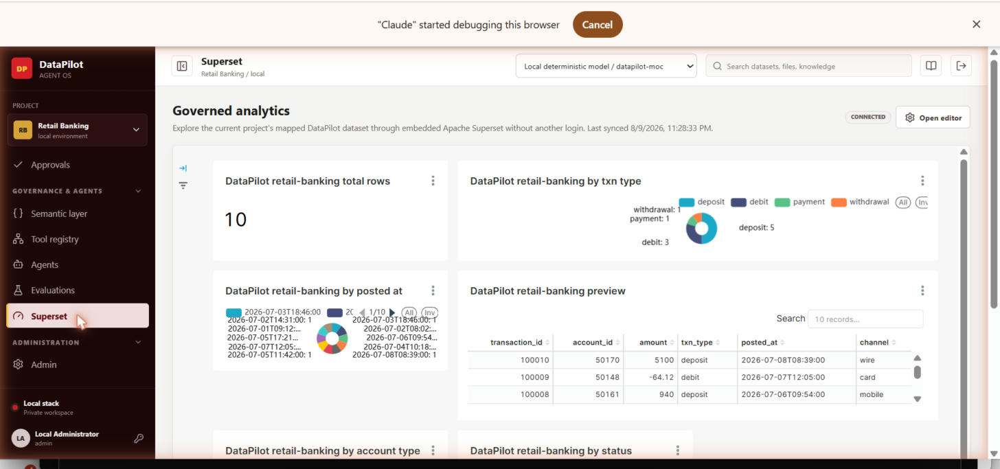 "Claude" started debugging this browser
Cancel
DP
DataPilot
AGENT OS
PROJECT
RB
Retail Banking
local environment
Approvals
GOVERNANCE & AGENTS
{ } Semantic layer
Tool registry
Agents
Evaluations
Superset
ADMINISTRATION
Admin
Local stack
Private workspace
LA
Local Administrator
admin
Superset
Retail Banking / local
Local deterministic model / datapilot-moc
Search datasets, files, knowledge
Governed analytics
Explore the current project's mapped DataPilot dataset through embedded Apache Superset without another login. Last synced 8/9/2026, 11:28:33 PM.
CONNECTED
Open editor
DataPilot retail-banking total rows
10
DataPilot retail-banking by txn type
deposit debit payment withdrawal All Inv
withdrawal: 1
payment: 1
deposit: 5
debit: 3
DataPilot retail-banking by posted at
2026-07-03T18:46:00 20 1/10 All Inv
2026-07-02T14:31:00: 1 2026-07-03T18:46:00: 1
2026-07-01T09:12:... 2026-07-02T08:02:...
2026-07-05T17:21... 2026-07-06T09:54...
2026-07-07T12:05:... 2026-07-04T10:18:...
2026-07-05T11:42:00: 1 2026-07-08T08:39:00: 1
DataPilot retail-banking preview
Search 10 records...
transaction_id account_id amount txn_type posted_at channel
100010 50170 5100 deposit 2026-07-08T08:39:00 wire
100009 50148 -64.12 debit 2026-07-07T12:05:00 card
100008 50161 940 deposit 2026-07-06T09:54:00 mobile
DataPilot retail-banking by account type
DataPilot retail-banking by status